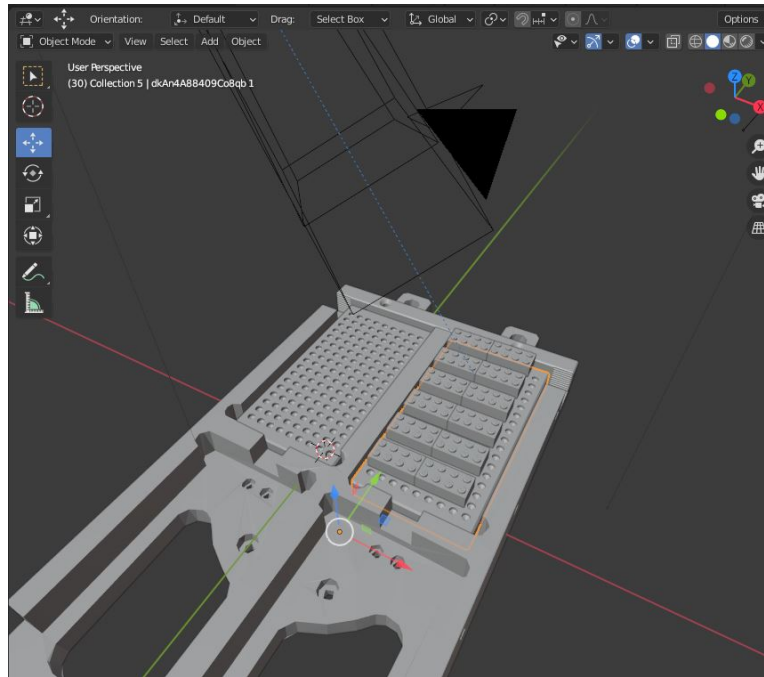 Orientation: Default Drag: Select Box Global Options
Object Mode View Select Add Object
User Perspective
(30) Collection 5 | dkAn4A88409Co8qb 1
Z
Y
X